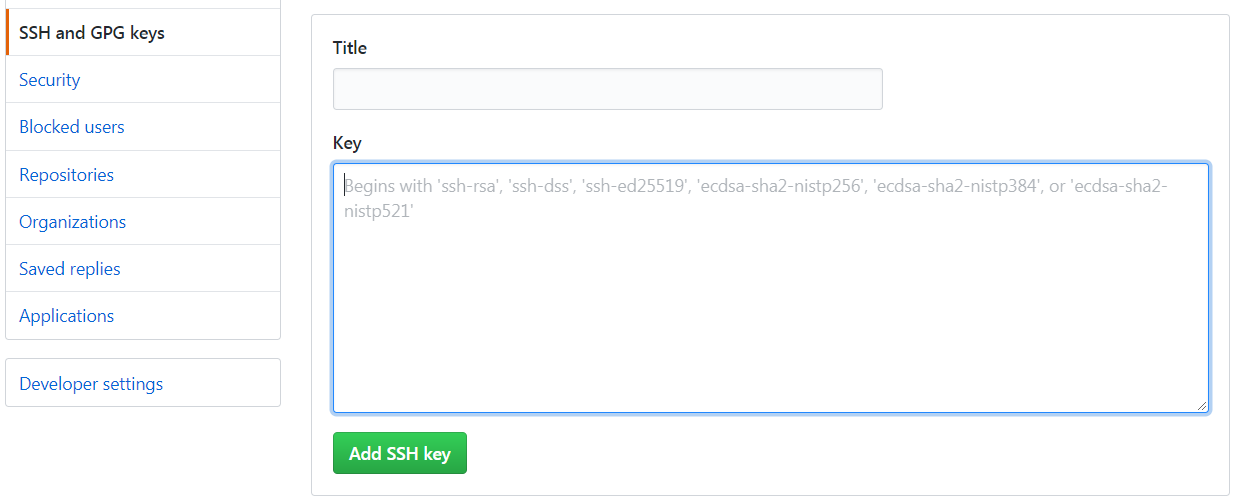 SSH and GPG keys
Security
Blocked users
Repositories
Organizations
Saved replies
Applications
Developer settings
Title
Key
Begins with 'ssh-rsa', 'ssh-dss', 'ssh-ed25519', 'ecdsa-sha2-nistp256', 'ecdsa-sha2-nistp384', or 'ecdsa-sha2-
nistp521'
Add SSH key